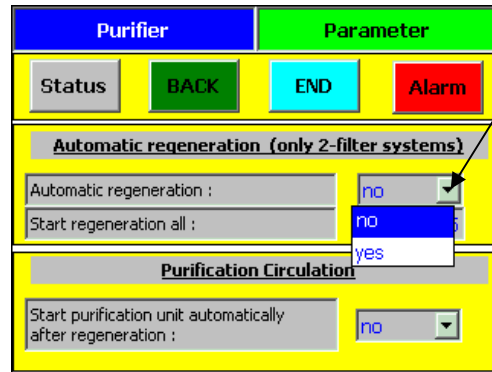 Purifier Parameter
Status BACK END Alarm
Automatic regeneration (only 2-filter systems)
Automatic regeneration : no
Start regeneration all :
no
yes
Purification Circulation
Start purification unit automatically
after regeneration : no